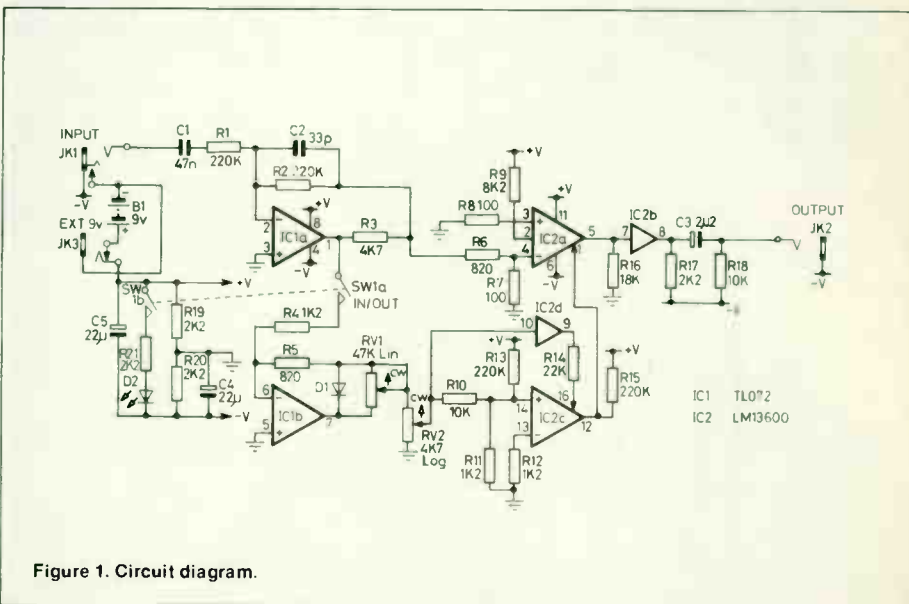 INPUT
JK1
-V
EXT 9v
JK3
B1
9v
C1
47n
R1
220K
C2
33p
R2 220K
2
3
IC1a
8
4
+V
-V
1
R3
4K7
SW1a
IN/OUT
SW
1b
C5
22µ
R21
2K2
D2
R19
2K2
R20
2K2
C4
22µ
+V
-V
R4 1K2
R5
820
6
5
IC1b
7
D1
RV1
47K Lin
CW
CW
RV2
4K7
Log
+V
R9
8K2
R8 100
R6
820
R7
100
3
2
4
IC2a
+V
11
6
-V
5
R16
18K
IC2b
7
8
C3 2µ2
R17
2K2
R18
10K
OUTPUT
JK2
-V
IC2d
10
9
+V
R13
220K
R14
22K
R10
10K
14
13
16
IC2c
12
R11
1K2
R12
1K2
+V
R15
220K
IC1 TL072
IC2 LM13600
Figure 1. Circuit diagram.